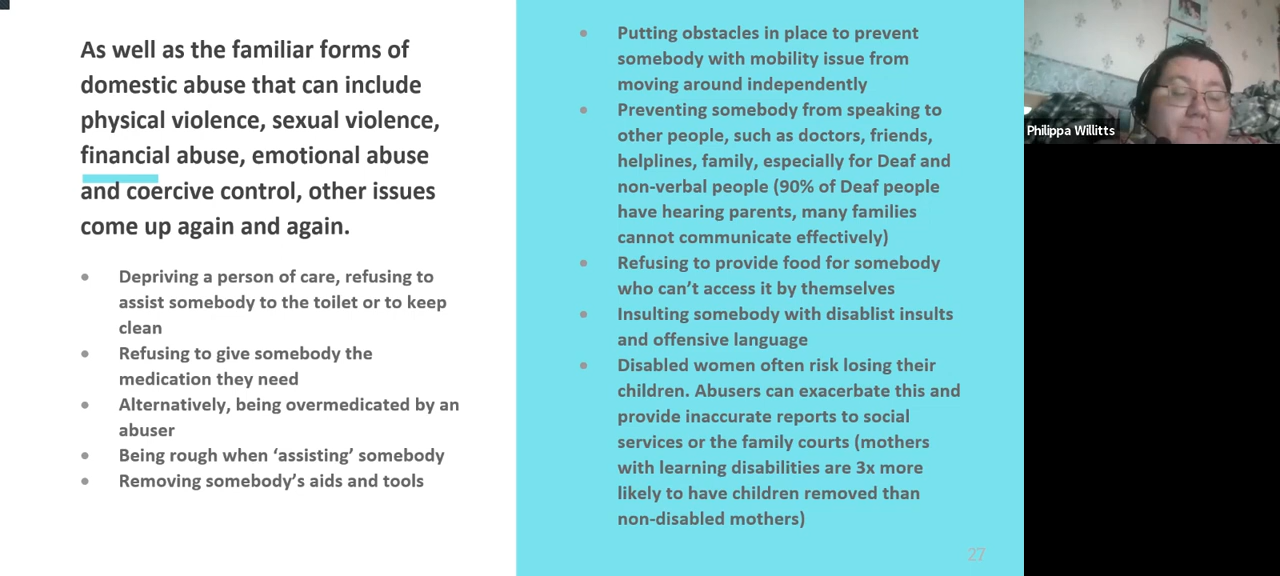 As well as the familiar forms of
domestic abuse that can include
physical violence, sexual violence,
financial abuse, emotional abuse
and coercive control, other issues
come up again and again.
● Depriving a person of care, refusing to
assist somebody to the toilet or to keep
clean
● Refusing to give somebody the
medication they need
● Alternatively, being overmedicated by an
abuser
● Being rough when ‘assisting’ somebody
● Removing somebody’s aids and tools
● Putting obstacles in place to prevent
somebody with mobility issue from
moving around independently
● Preventing somebody from speaking to
other people, such as doctors, friends,
helplines, family, especially for Deaf and
non-verbal people (90% of Deaf people
have hearing parents, many families
cannot communicate effectively)
● Refusing to provide food for somebody
who can’t access it by themselves
● Insulting somebody with disablist insults
and offensive language
● Disabled women often risk losing their
children. Abusers can exacerbate this and
provide inaccurate reports to social
services or the family courts (mothers
with learning disabilities are 3x more
likely to have children removed than
non-disabled mothers)
27
Philippa Willitts